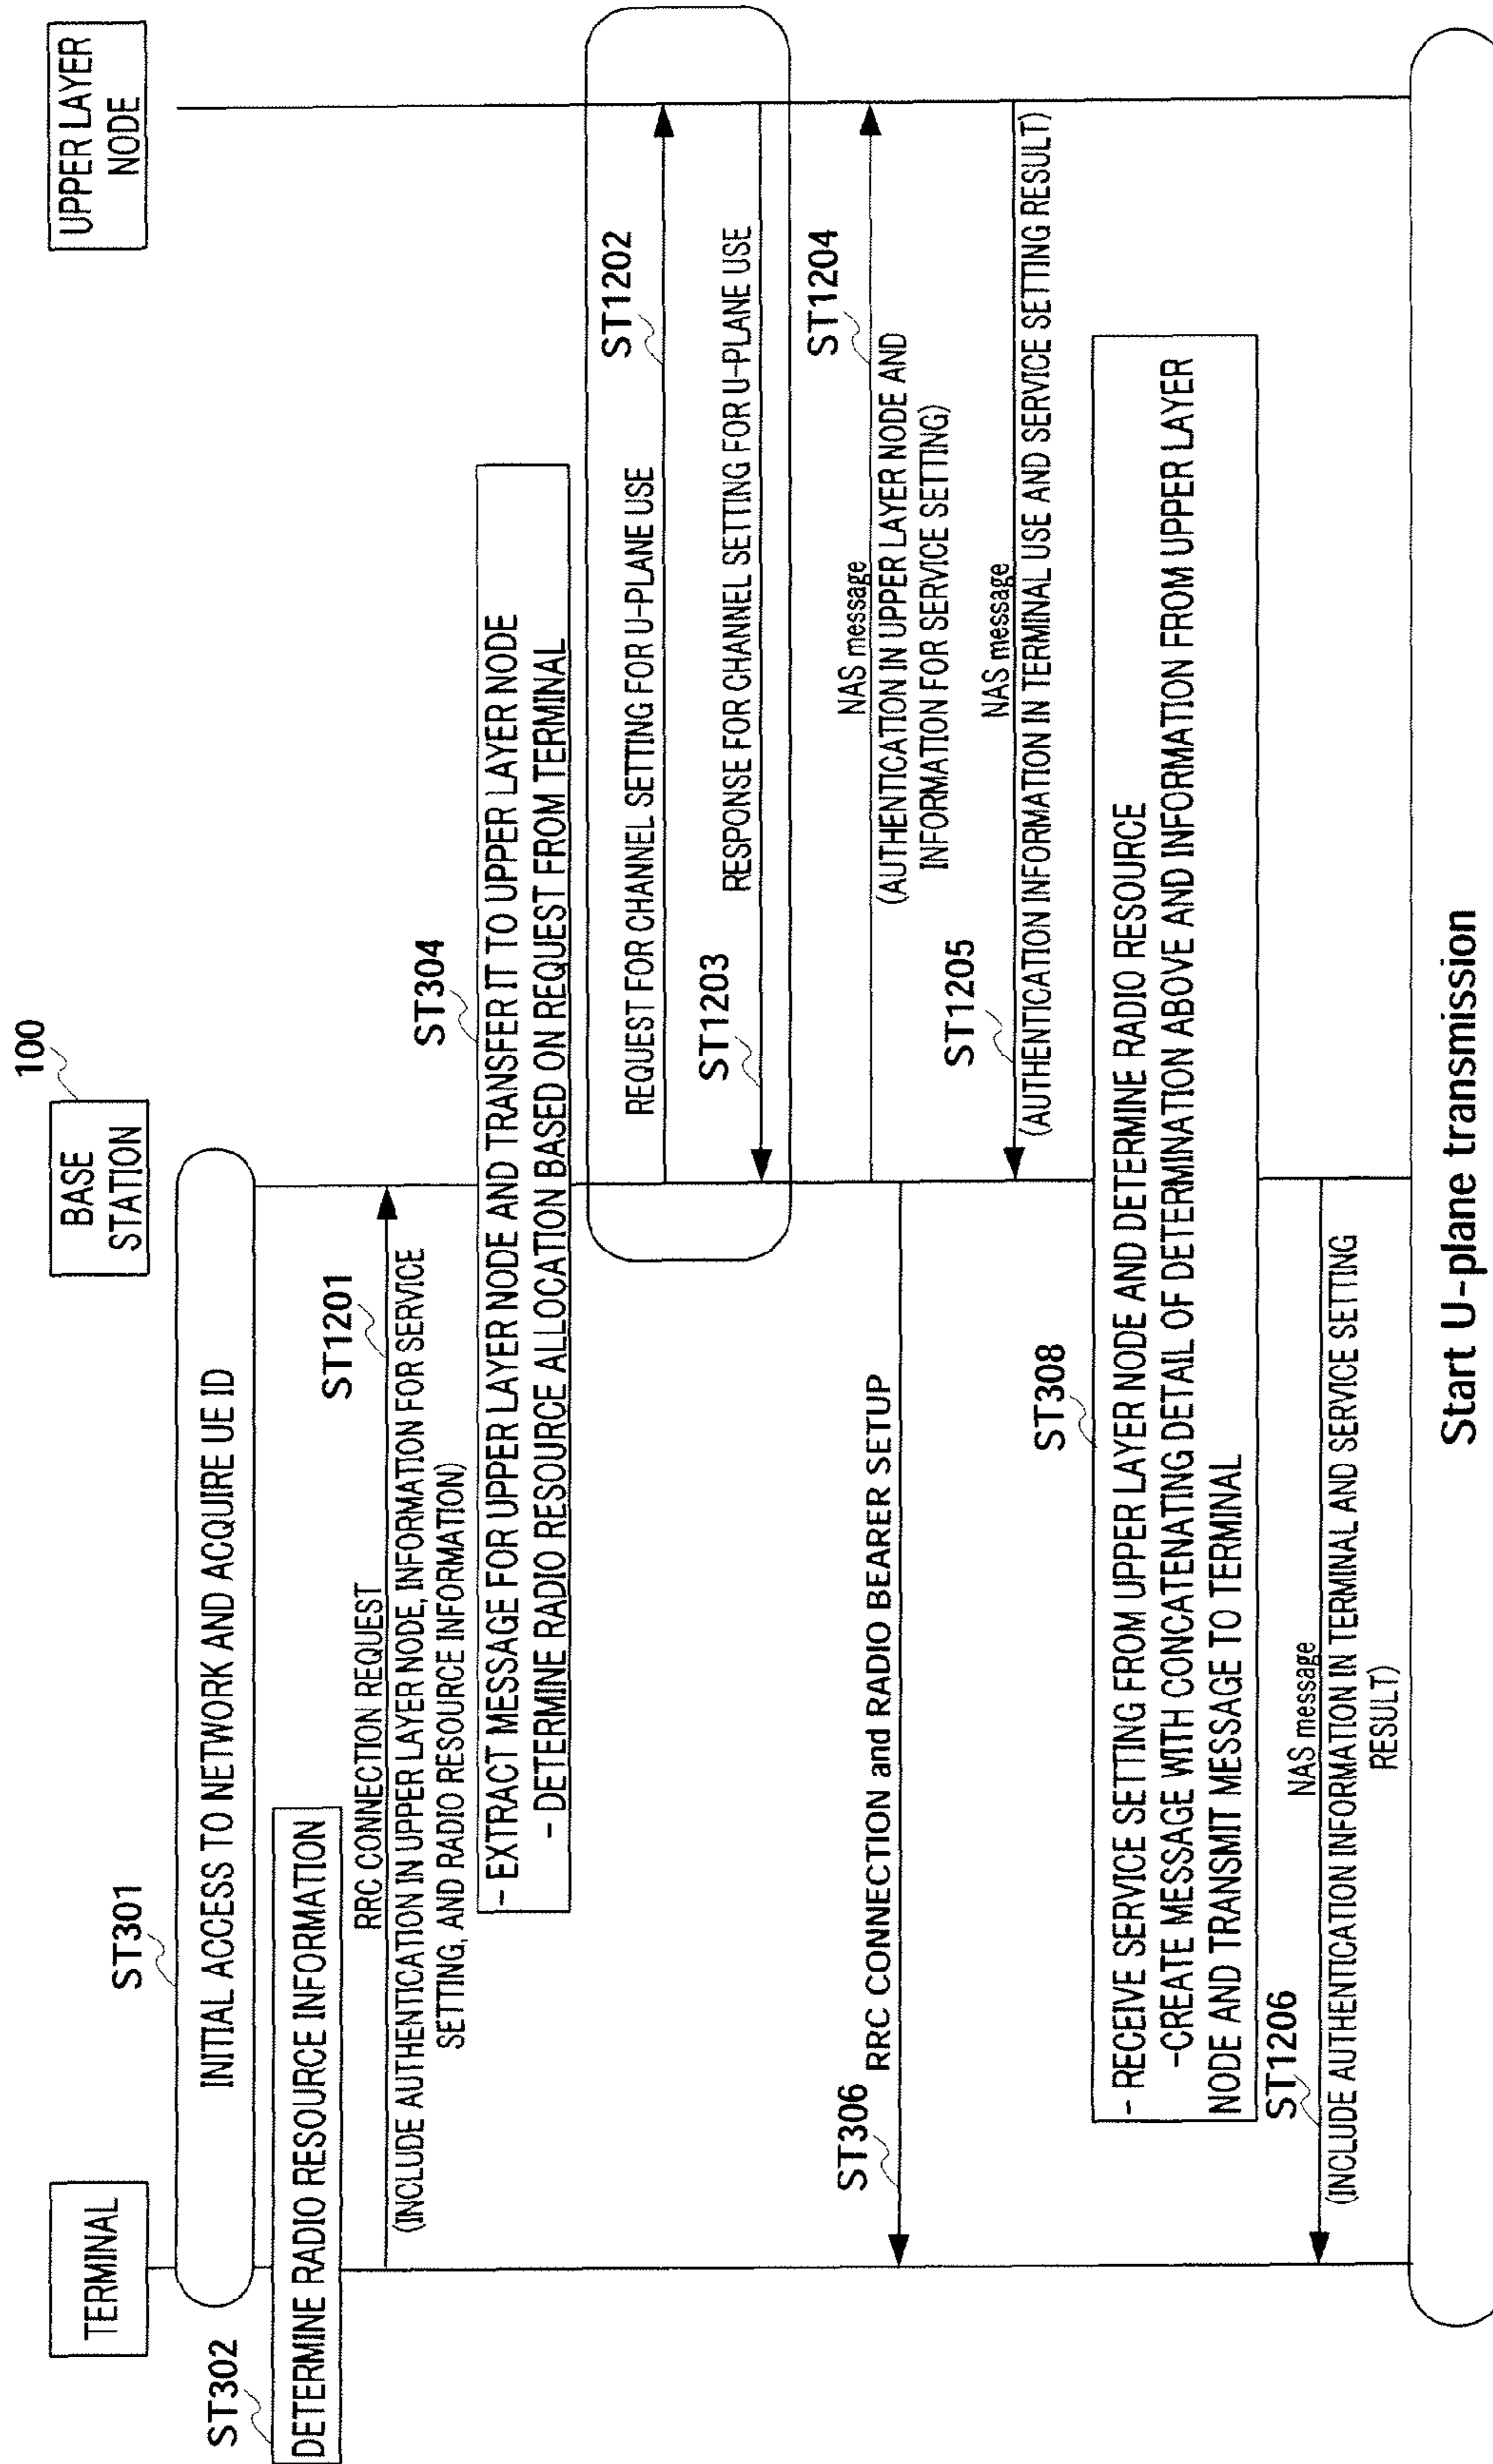 TERMINAL
100
BASE
STATION
UPPER LAYER
NODE
ST301
INITIAL ACCESS TO NETWORK AND ACQUIRE UE ID
ST302
DETERMINE RADIO RESOURCE INFORMATION
RRC CONNECTION REQUEST
ST1201
(INCLUDE AUTHENTICATION IN UPPER LAYER NODE, INFORMATION FOR SERVICE
SETTING, AND RADIO RESOURCE INFORMATION)
ST304
- EXTRACT MESSAGE FOR UPPER LAYER NODE AND TRANSFER IT TO UPPER LAYER NODE
- DETERMINE RADIO RESOURCE ALLOCATION BASED ON REQUEST FROM TERMINAL
REQUEST FOR CHANNEL SETTING FOR U-PLANE USE
ST1202
ST1203
RESPONSE FOR CHANNEL SETTING FOR U-PLANE USE
NAS message
ST1204
(AUTHENTICATION IN UPPER LAYER NODE AND
INFORMATION FOR SERVICE SETTING)
ST306
RRC CONNECTION and RADIO BEARER SETUP
ST1205
NAS message
(AUTHENTICATION INFORMATION IN TERMINAL USE AND SERVICE SETTING RESULT)
ST308
- RECEIVE SERVICE SETTING FROM UPPER LAYER NODE AND DETERMINE RADIO RESOURCE
-CREATE MESSAGE WITH CONCATENATING DETAIL OF DETERMINATION ABOVE AND INFORMATION FROM UPPER LAYER
NODE AND TRANSMIT MESSAGE TO TERMINAL
ST1206
NAS message
(INCLUDE AUTHENTICATION INFORMATION IN TERMINAL AND SERVICE SETTING
RESULT)
Start U-plane transmission